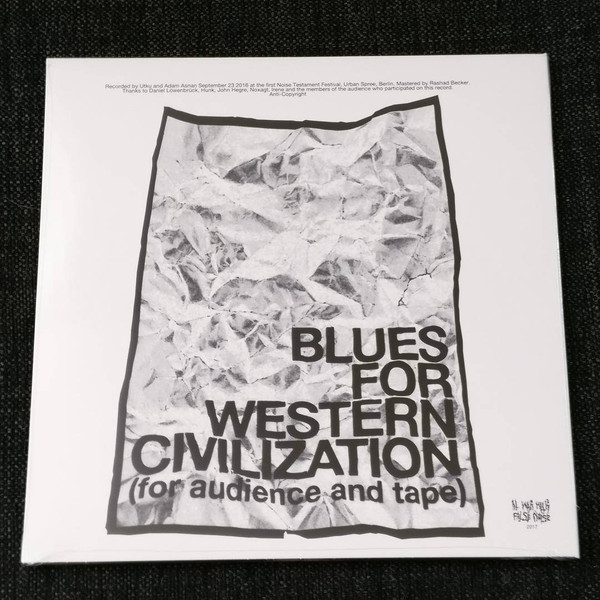 Recorded by Utku and Adam Asnan September 23 2016 at the first Noise Testament Festival, Urban Spree, Berlin. Mastered by Rashad Becker.
Thanks to Daniel Löwenbrück, Hunk, John Hegre, Noxagt, Irene and the members of the audience who participated on this record.
Anti-Copyright
BLUES
FOR
WESTERN
CIVILIZATION
(for audience and tape)
2017